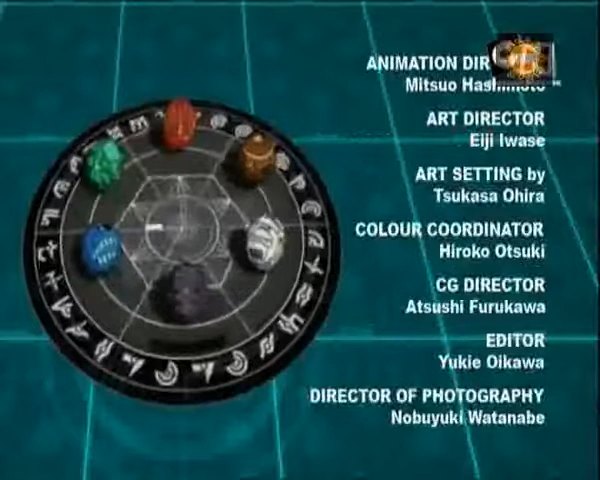 ANIMATION DIR
Mitsuo Hashimoto
ART DIRECTOR
Eiji Iwase
ART SETTING by
Tsukasa Ohira
COLOUR COORDINATOR
Hiroko Otsuki
CG DIRECTOR
Atsushi Furukawa
EDITOR
Yukie Oikawa
DIRECTOR OF PHOTOGRAPHY
Nobuyuki Watanabe